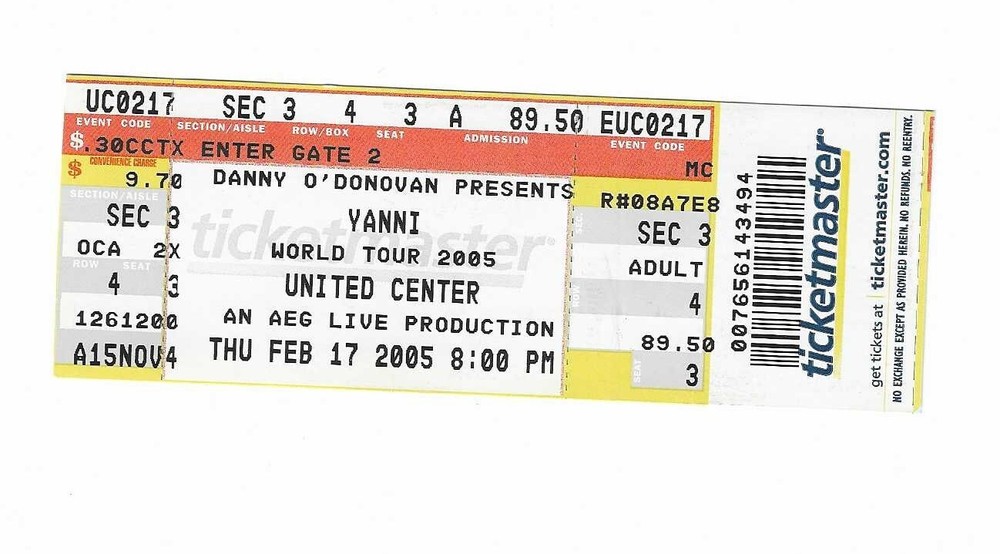 UC0217 SEC 3 4 3 A 89.50 EUC0217
EVENT CODE SECTION/AISLE ROW/BOX SEAT ADMISSION EVENT CODE
$ .30CCTX ENTER GATE 2 MC
$ CONVENIENCE CHARGE
9.70 DANNY O'DONOVAN PRESENTS R#08A7E8
SECTION/AISLE
SEC 3 YANNI SEC 3
ticketmaster
OCA 2X WORLD TOUR 2005 ADULT
ROW SEAT
4 3 UNITED CENTER ROW 4
1261200 AN AEG LIVE PRODUCTION 89.50
A15NOV4 THU FEB 17 2005 8:00 PM SEAT 3
0076561143494
ticketmaster®
get tickets at ticketmaster.com
NO EXCHANGE EXCEPT AS PROVIDED HEREIN, NO REFUNDS, NO REENTRY.